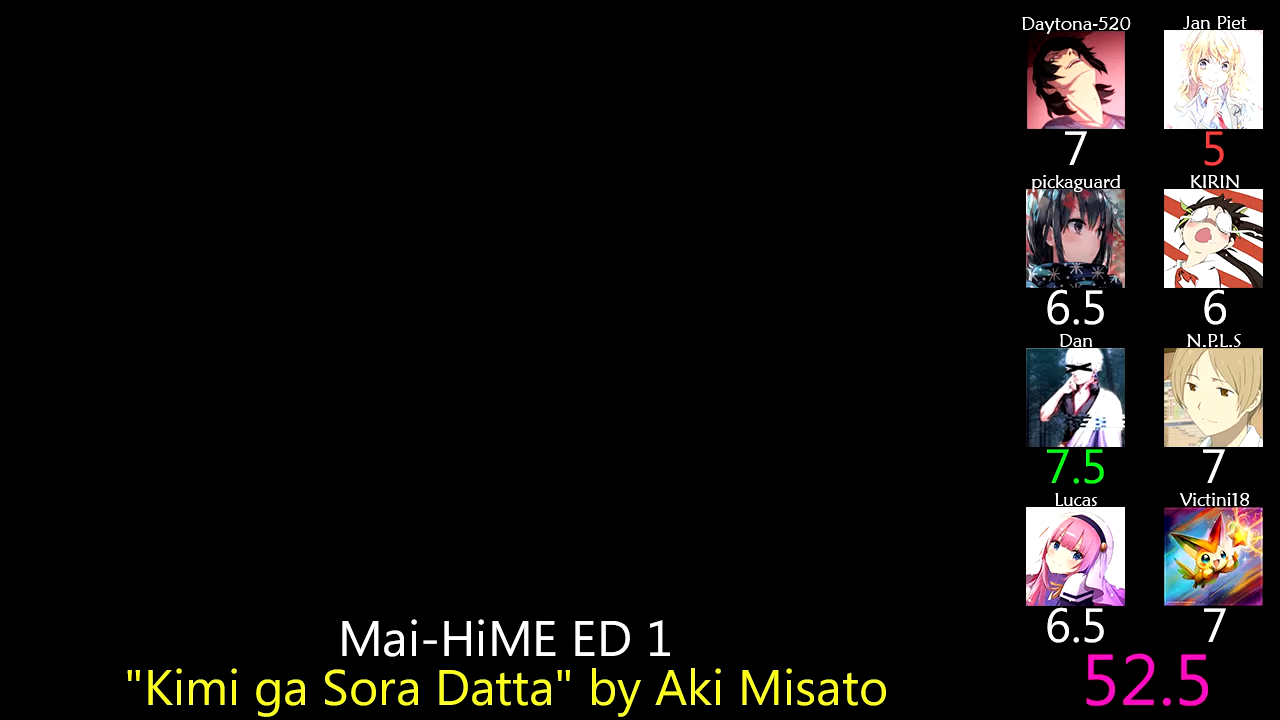 Daytona-520 Jan Piet
7 5
pickaguard KIRIN
6.5 6
Dan N.P.L.S
7.5 7
Lucas Victini18
6.5 7
Mai-HiME ED 1
"Kimi ga Sora Datta" by Aki Misato
52.5